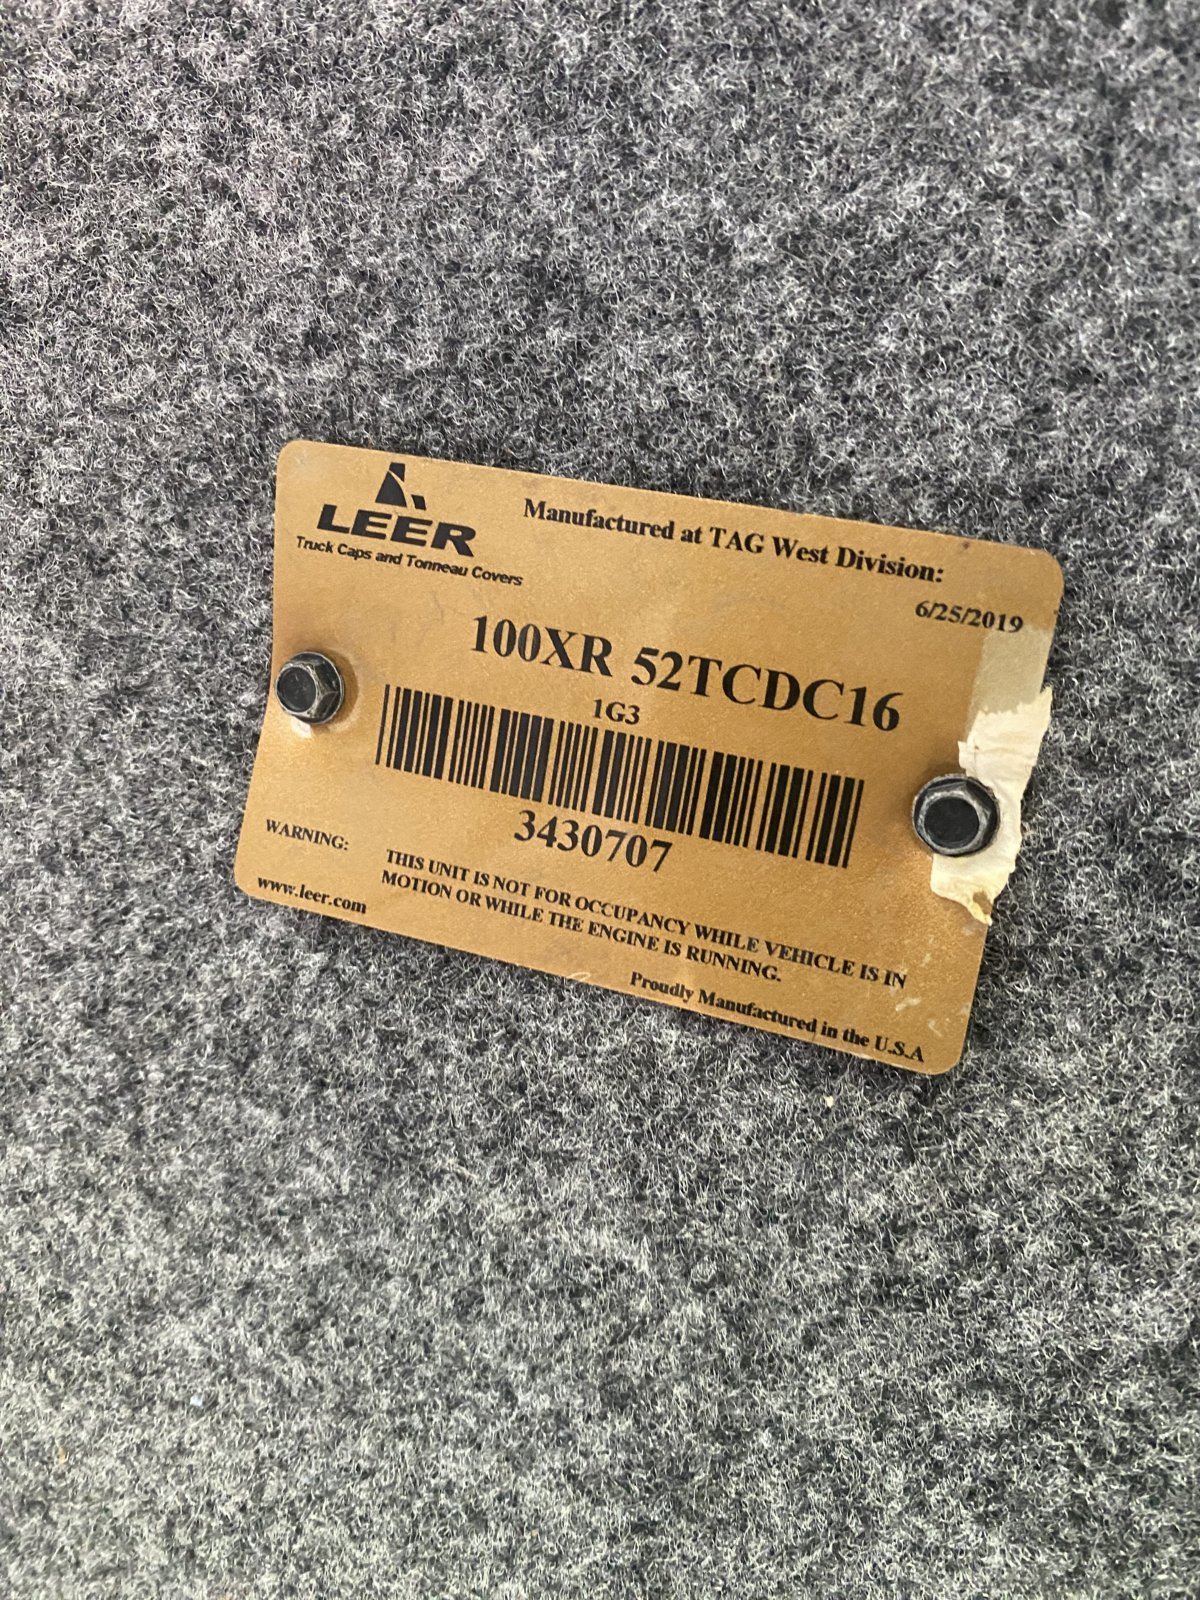 LEER
Truck Caps and Tonneau Covers
Manufactured at TAG West Division:
6/25/2019
100XR 52TCDC16
1G3
3430707
WARNING:
THIS UNIT IS NOT FOR OCCUPANCY WHILE VEHICLE IS IN
MOTION OR WHILE THE ENGINE IS RUNNING.
www.leer.com
Proudly Manufactured in the U.S.A